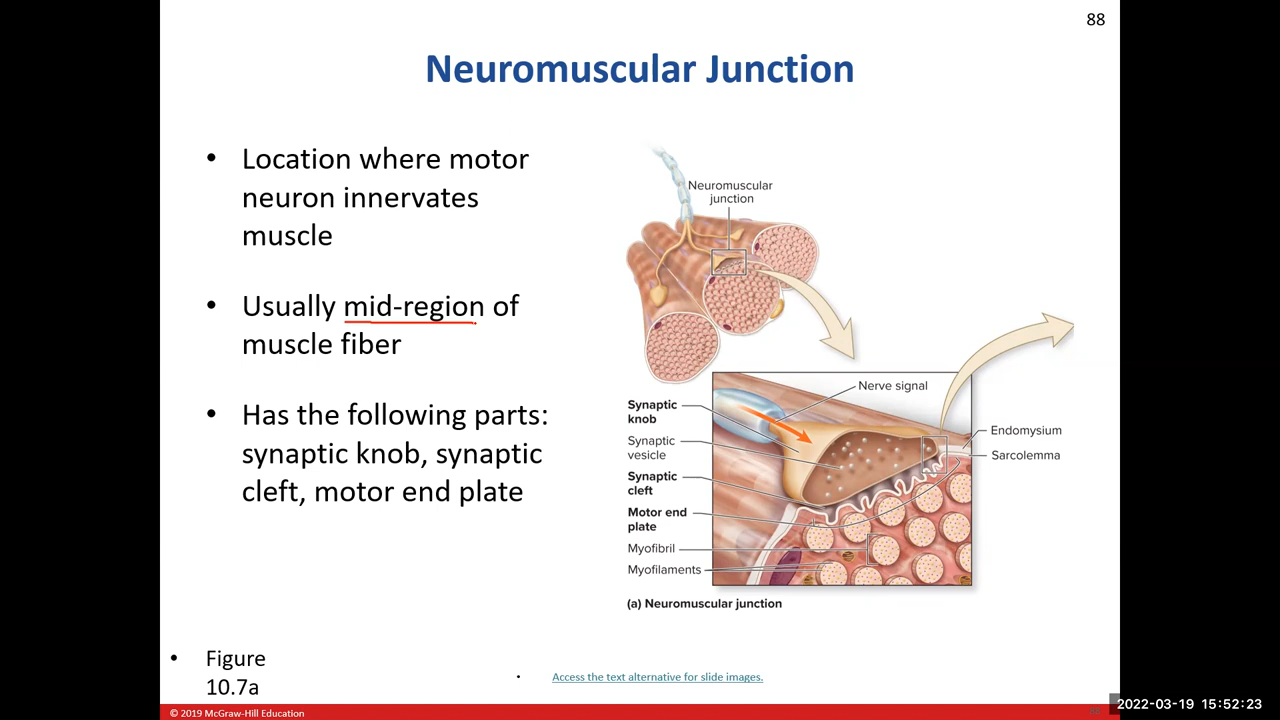 88
Neuromuscular Junction
• Location where motor
neuron innervates
muscle
• Usually mid-region of
muscle fiber
• Has the following parts:
synaptic knob, synaptic
cleft, motor end plate
Neuromuscular
junction
Nerve signal
Synaptic
knob
Synaptic
vesicle
Synaptic
cleft
Motor end
plate
Myofibril
Myofilaments
Endomysium
Sarcolemma
(a) Neuromuscular junction
• Figure
10.7a
• Access the text alternative for slide images.
© 2019 McGraw-Hill Education
2022-03-19 15:52:23